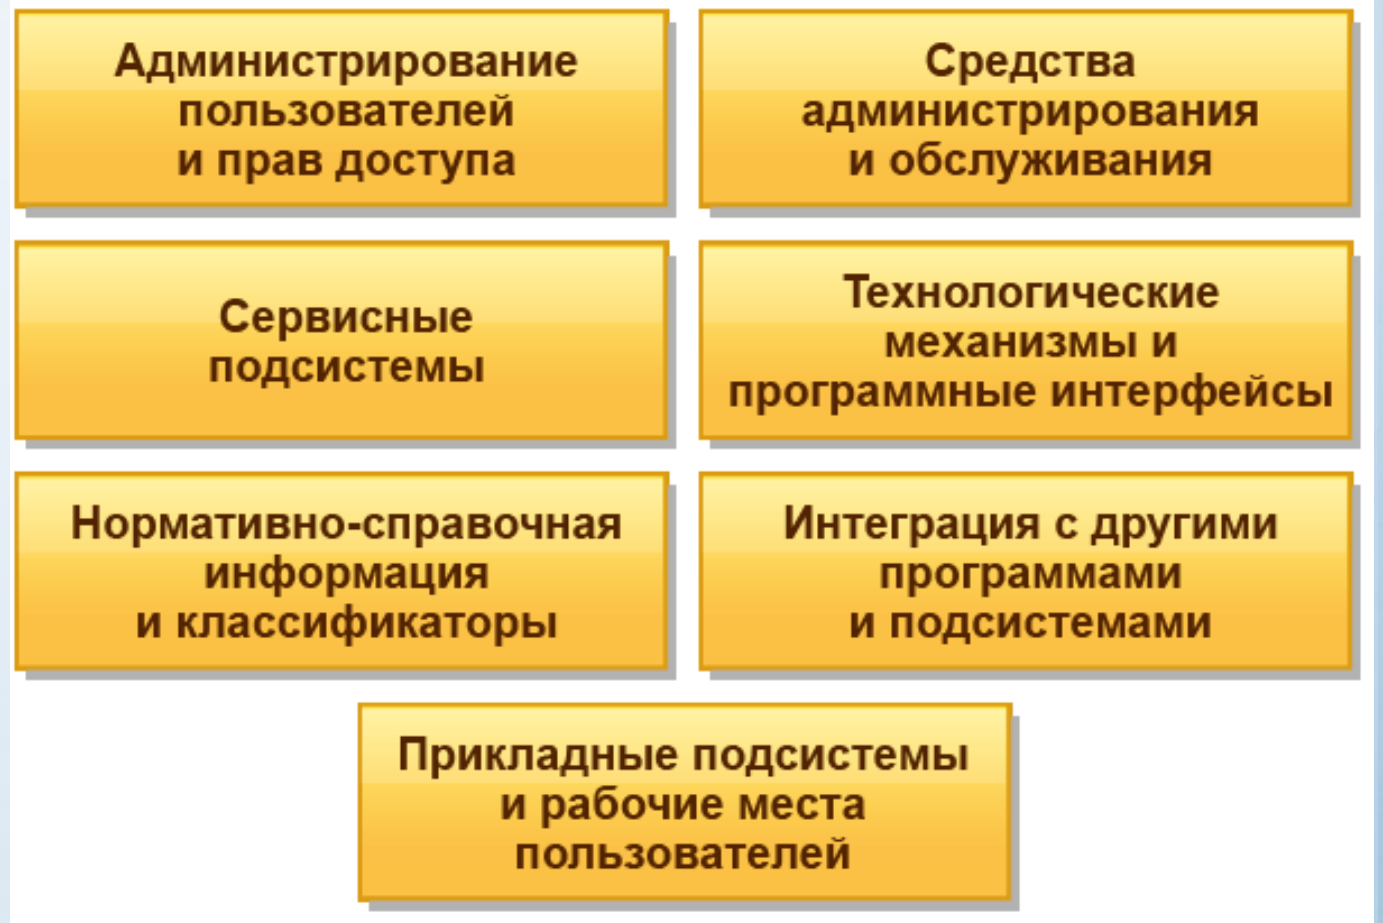 Администрирование
пользователей
и прав доступа
Средства
администрирования
и обслуживания
Сервисные
подсистемы
Технологические
механизмы и
программные интерфейсы
Нормативно-справочная
информация
и классификаторы
Интеграция с другими
программами
и подсистемами
Прикладные подсистемы
и рабочие места
пользователей